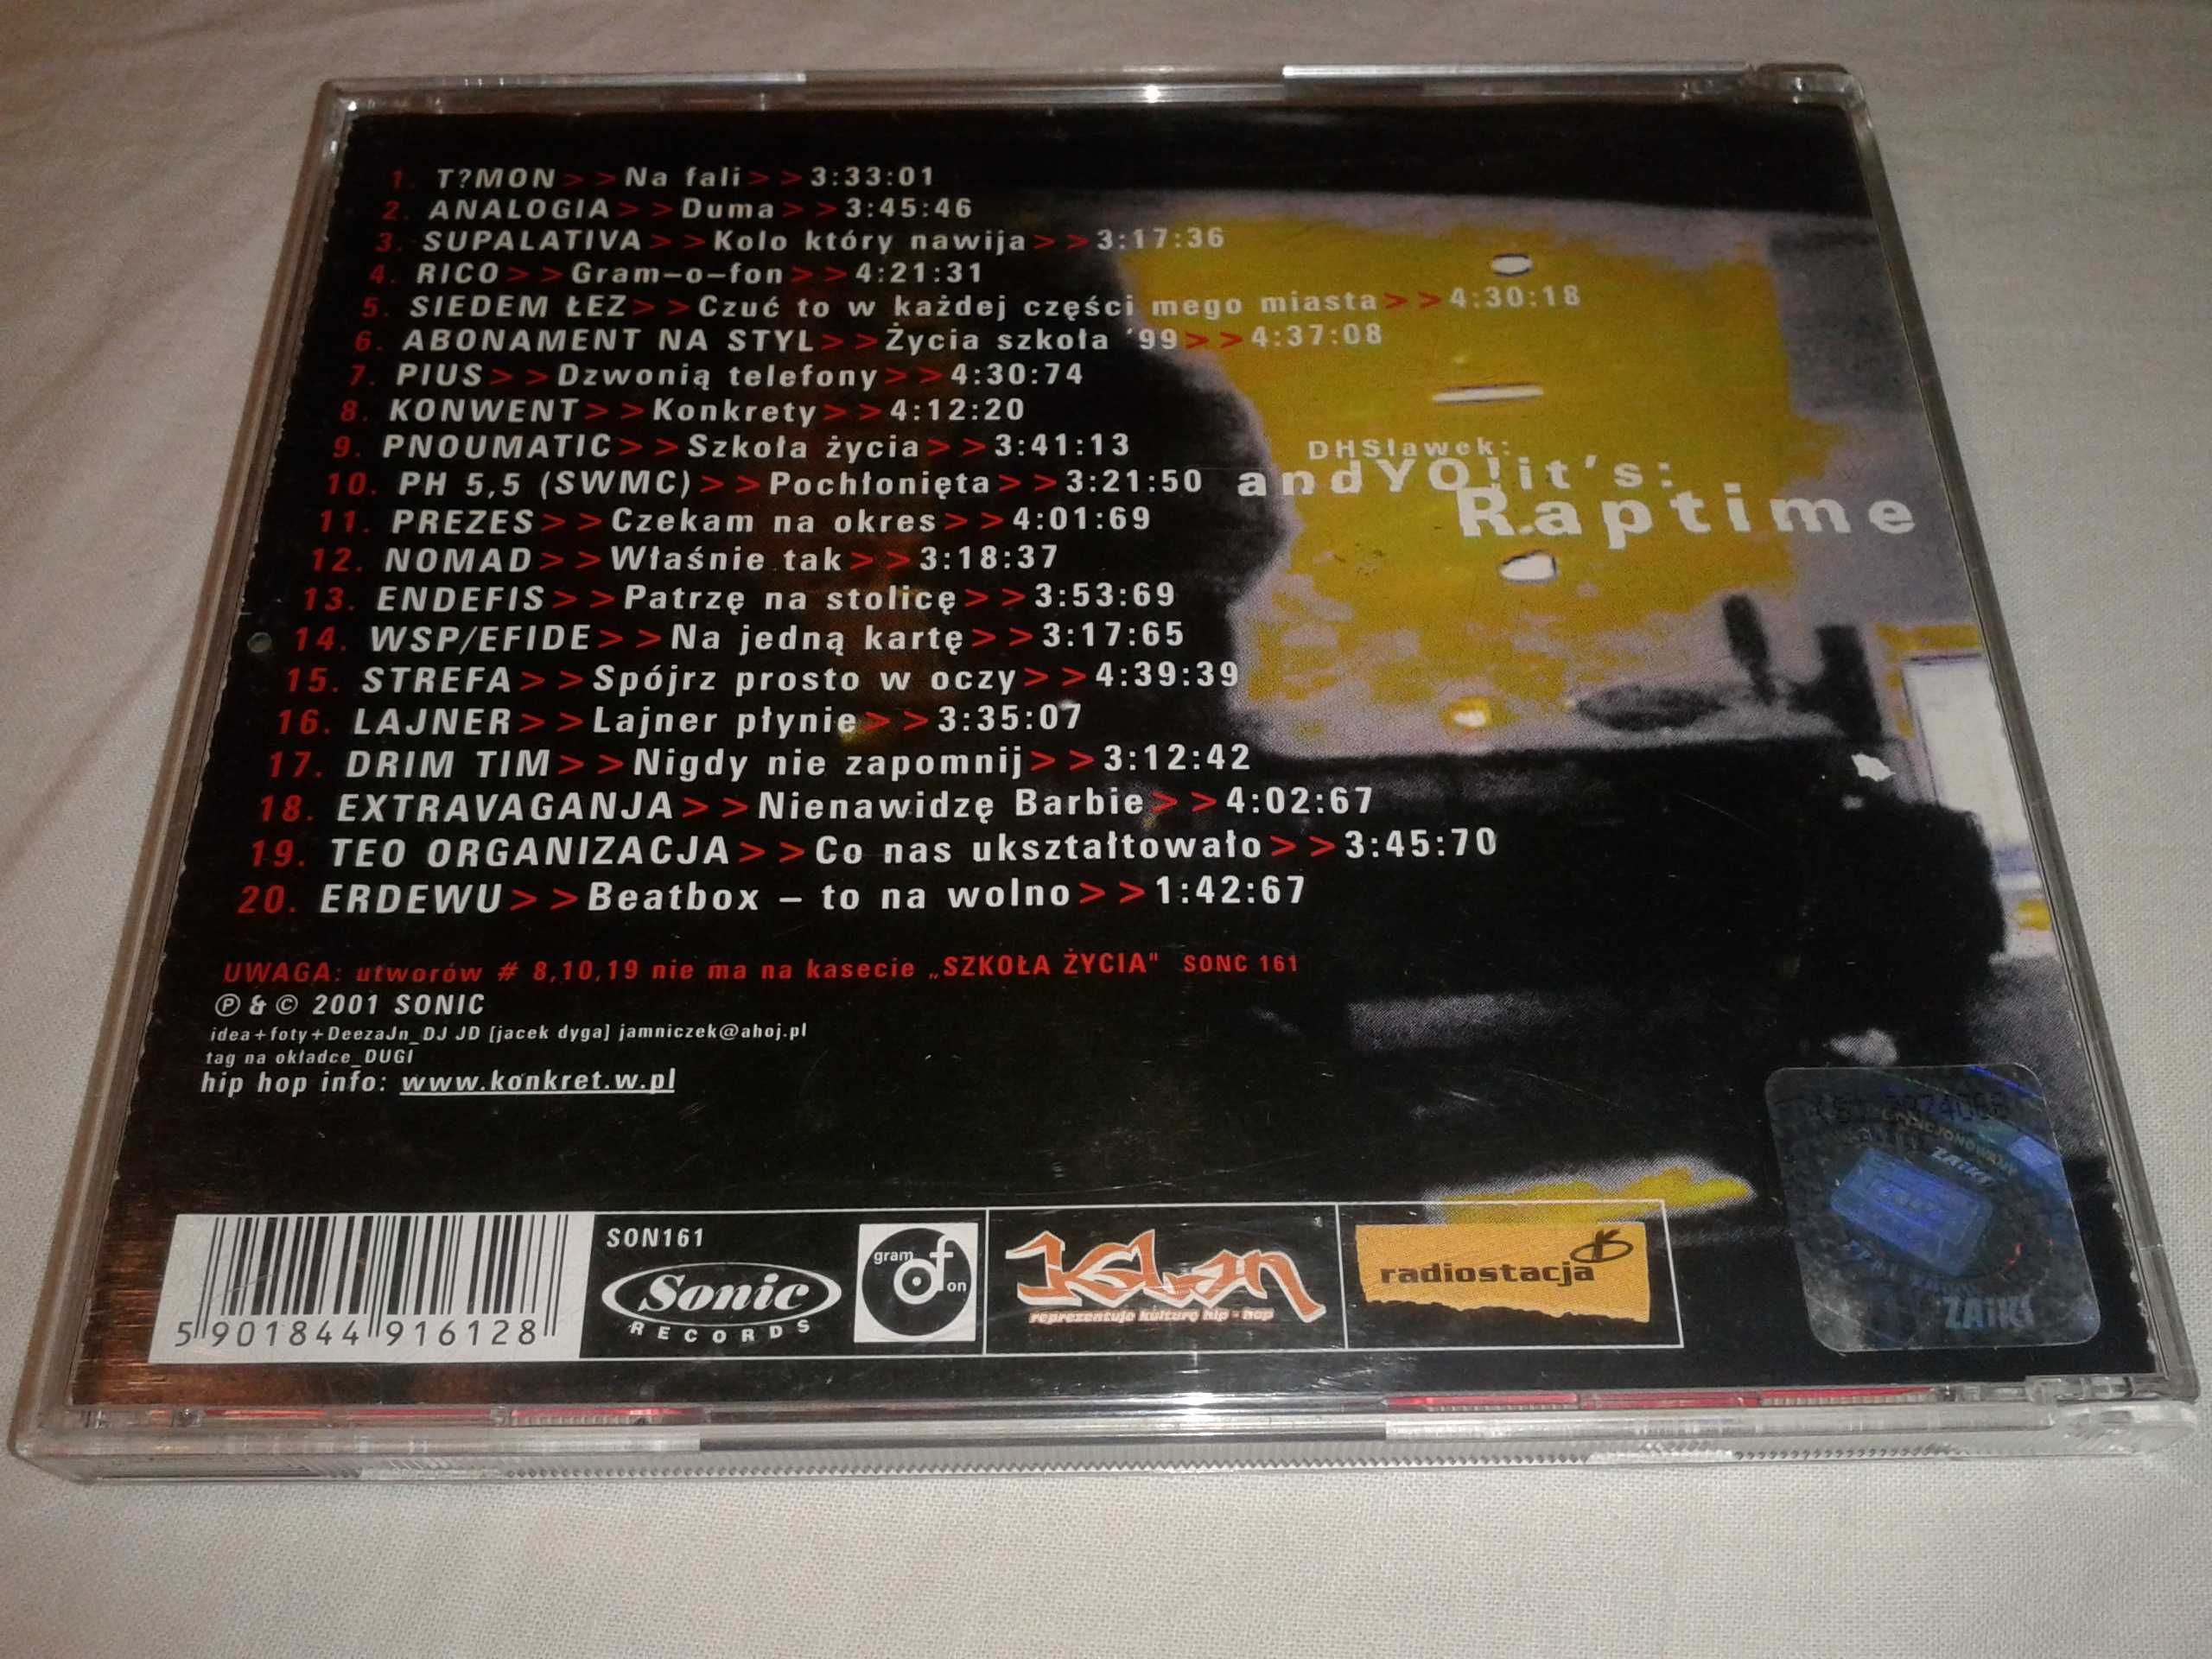 1. T?MON>>Na fali>>3:33:01
2. ANALOGIA>>Duma>>3:45:46
3. SUPALATIVA>>Kolo który nawija>>3:17:36
4. RICO>>Gram-o-fon>>4:21:31
5. SIEDEM ŁEZ>>Czuć to w każdej części mego miasta>>4:30:18
6. ABONAMENT NA STYL>>Życia szkoła '99>>4:37:08
7. PIUS>>Dzwonią telefony>>4:30:74
8. KONWENT>>Konkrety>>4:12:20
9. PNOUMATIC>>Szkoła życia>>3:41:13
10. PH 5,5 (SWMC)>>Pochłonięta>>3:21:50
11. PREZES>>Czekam na okres>>4:01:69
12. NOMAD>>Właśnie tak>>3:18:37
13. ENDEFIS>>Patrzę na stolicę>>3:53:69
14. WSP/EFIDE>>Na jedną kartę>>3:17:65
15. STREFA>>Spójrz prosto w oczy>>4:39:39
16. LAJNER>>Lajner płynie>>3:35:07
17. DRIM TIM>>Nigdy nie zapomnij>>3:12:42
18. EXTRAVAGANJA>>Nienawidzę Barbie>>4:02:67
19. TEO ORGANIZACJA>>Co nas ukształtowało>>3:45:70
20. ERDEWU>>Beatbox – to na wolno>>1:42:67
DHSławek:
andYO!it's:
Raptime
UWAGA: utworów # 8,10,19 nie ma na kasecie „SZKOŁA ŻYCIA" SONC 161
℗ & © 2001 SONIC
idea+foty+DeezaJn_DJ JD [jacek dyga] jamniczek@ahoj.pl
tag na okładce_DUGI
hip hop info: www.konkret.w.pl
5 901844 916128
SON161
Sonic
RECORDS
gram
of
on
Klan
reprezentuje kulturę hip-hop
radiostacja
ZAiKS